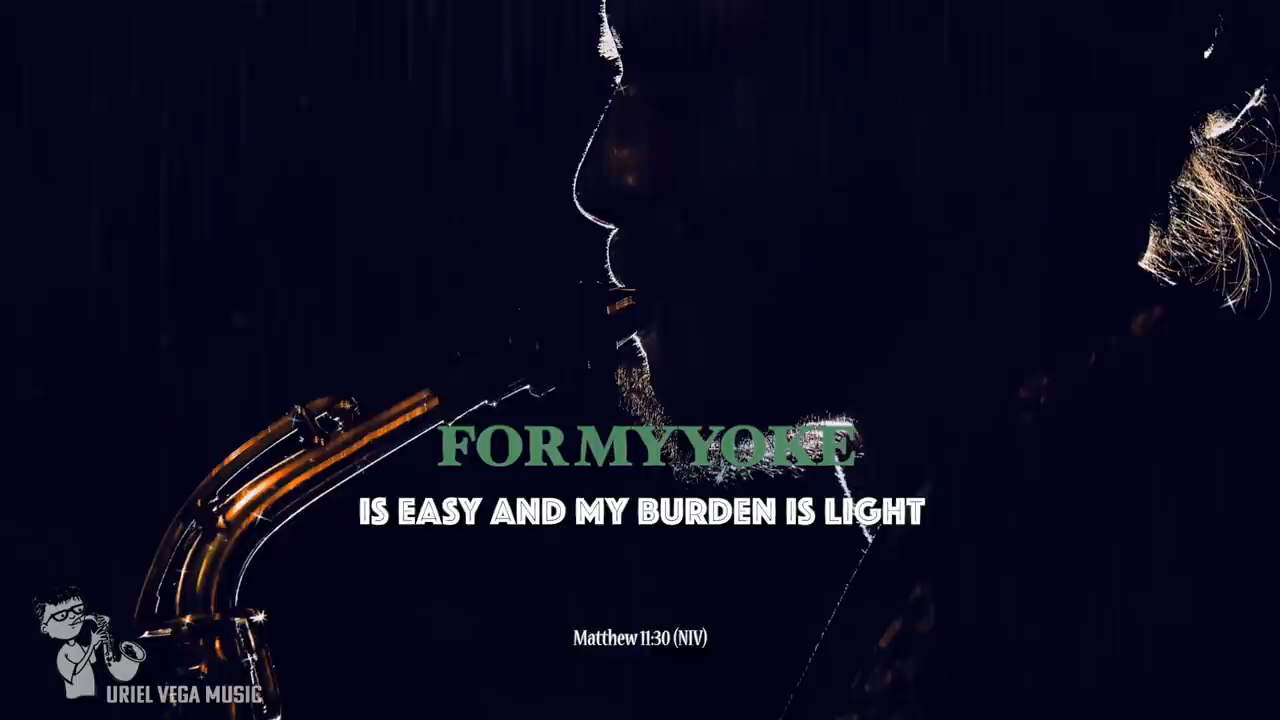 FOR MY YOKE
IS EASY AND MY BURDEN IS LIGHT
Matthew 11:30 (NIV)
URIEL VEGA MUSIC